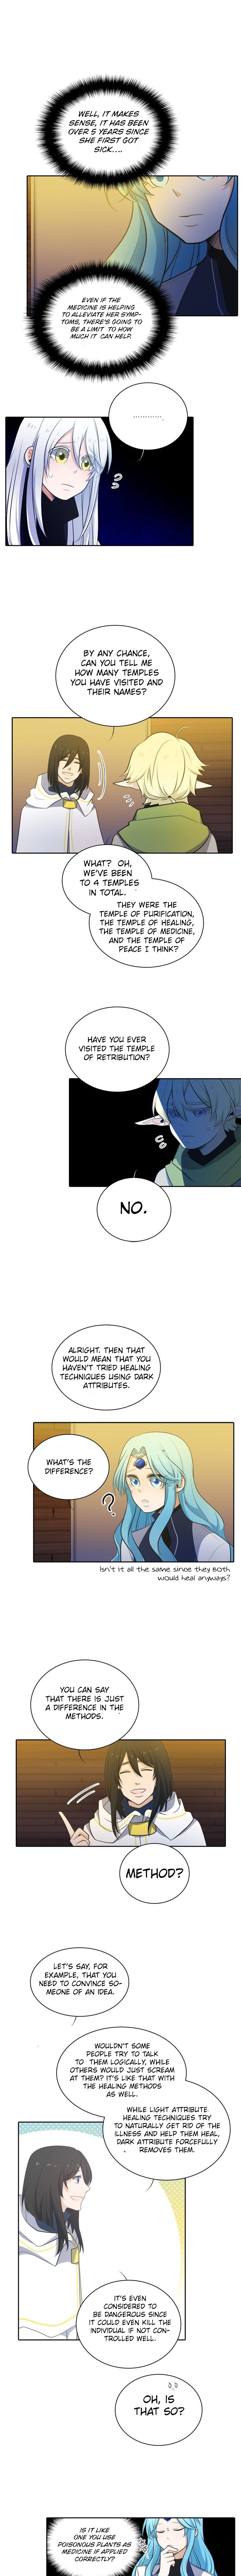 WELL, IT MAKES
SENSE, IT HAS BEEN
OVER 5 YEARS SINCE
SHE FIRST GOT
SICK....
EVEN IF THE
MEDICINE IS HELPING
TO ALLEVIATE HER SYMP-
TOMS, THERE'S GOING TO
BE A LIMIT TO HOW
MUCH IT CAN HELP.
............
BY ANY CHANCE,
CAN YOU TELL ME
HOW MANY TEMPLES
YOU HAVE VISITED AND
THEIR NAMES?
WHAT? OH,
WE'VE BEEN
TO 4 TEMPLES
IN TOTAL.
THEY WERE THE
TEMPLE OF PURIFICATION,
THE TEMPLE OF HEALING,
THE TEMPLE OF MEDICINE,
AND THE TEMPLE OF
PEACE I THINK?
HAVE YOU EVER
VISITED THE TEMPLE
OF RETRIBUTION?
NO.
ALRIGHT. THEN THAT
WOULD MEAN THAT YOU
HAVEN'T TRIED HEALING
TECHNIQUES USING DARK
ATTRIBUTES.
WHAT'S THE
DIFFERENCE?
?
Isn't it all the same since they both
would heal anyways?
YOU CAN SAY
THAT THERE IS JUST
A DIFFERENCE IN THE
METHODS.
METHOD?
LET'S SAY, FOR
EXAMPLE, THAT YOU
NEED TO CONVINCE SO-
MEONE OF AN IDEA.
WOULDN'T SOME
PEOPLE TRY TO TALK
TO THEM LOGICALLY, WHILE
OTHERS WOULD JUST SCREAM
AT THEM? IT'S LIKE THAT WITH
THE HEALING METHODS
AS WELL.
WHILE LIGHT ATTRIBUTE
HEALING TECHNIQUES TRY
TO NATURALLY GET RID OF THE
ILLNESS AND HELP THEM HEAL,
DARK ATTRIBUTE FORCEFULLY
REMOVES THEM.
IT'S EVEN
CONSIDERED TO
BE DANGEROUS SINCE
IT COULD EVEN KILL THE
INDIVIDUAL IF NOT CON-
TROLLED WELL.
OH, IS
THAT SO?
IS IT LIKE
ONE YOU USE
POISONOUS PLANTS AS
MEDICINE IF APPLIED
CORRECTLY?